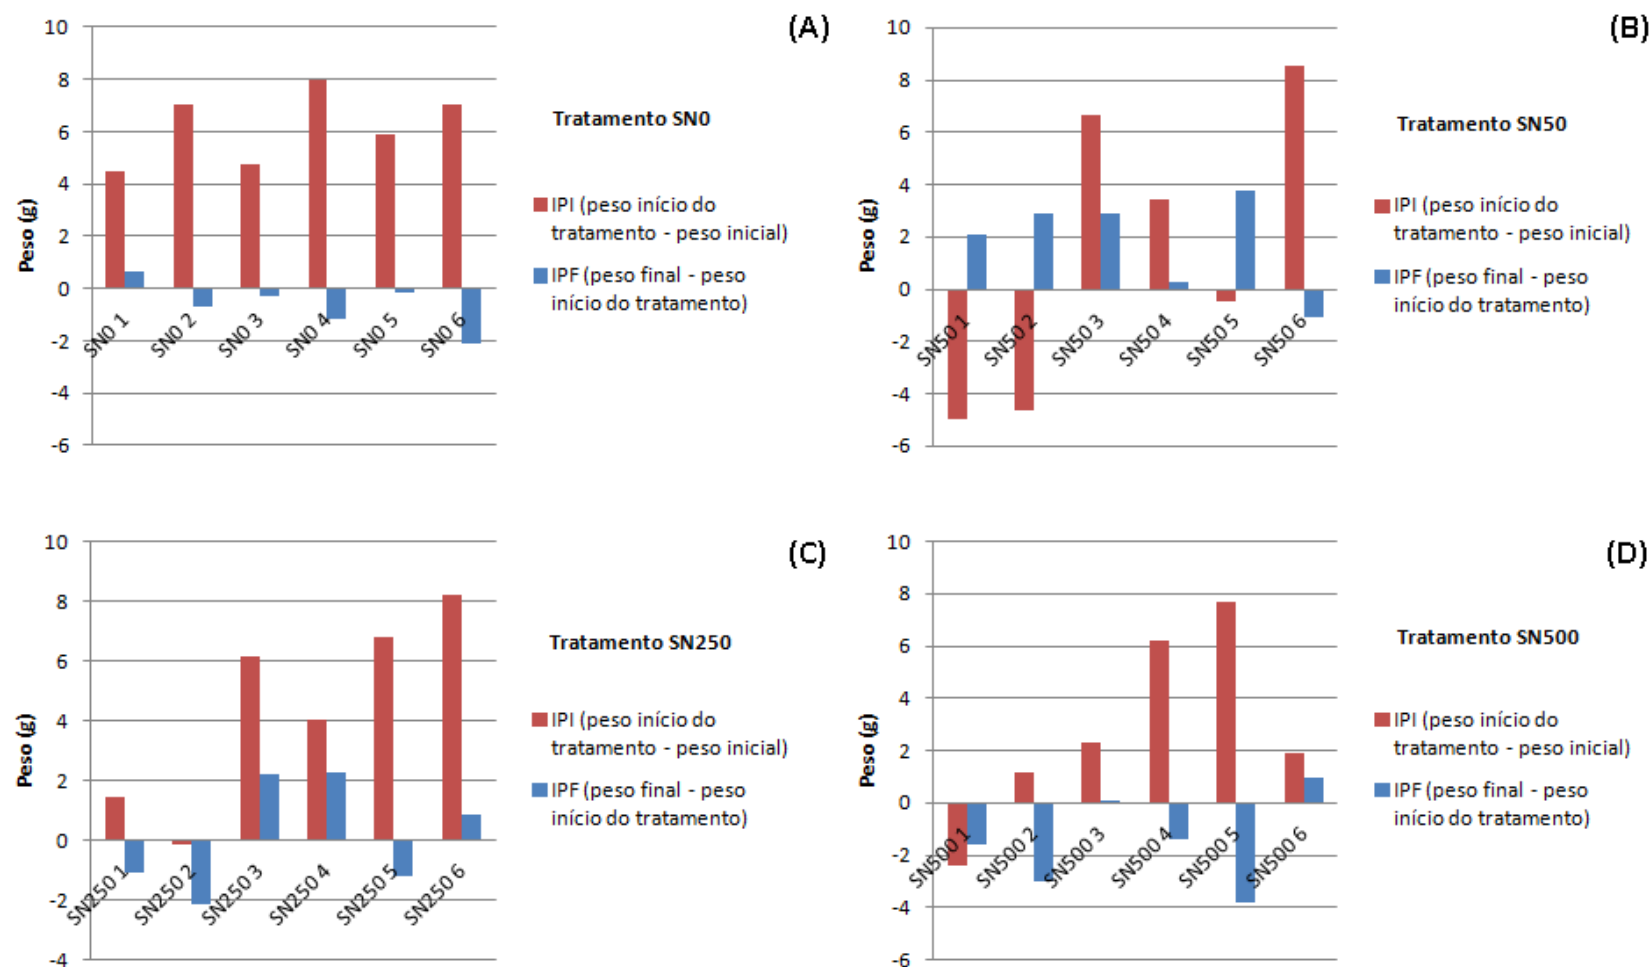 (A)
10
8
6
4
2
0
-2
-4
-6
Peso (g)
SN0 1
SN0 2
SN0 3
SN0 4
SN0 5
SN0 6
Tratamento SN0
IPI (peso início do
tratamento - peso inicial)
IPF (peso final - peso
início do tratamento)
(B)
10
8
6
4
2
0
-2
-4
-6
Peso (g)
SN50 1
SN50 2
SN50 3
SN50 4
SN50 5
SN50 6
Tratamento SN50
IPI (peso início do
tratamento - peso inicial)
IPF (peso final - peso
início do tratamento)
(C)
10
8
6
4
2
0
-2
-4
Peso (g)
SN250 1
SN250 2
SN250 3
SN250 4
SN250 5
SN250 6
Tratamento SN250
IPI (peso início do
tratamento - peso inicial)
IPF (peso final - peso
início do tratamento)
(D)
10
8
6
4
2
0
-2
-4
-6
Peso (g)
SN500 1
SN500 2
SN500 3
SN500 4
SN500 5
SN500 6
Tratamento SN500
IPI (peso início do
tratamento - peso inicial)
IPF (peso final - peso
início do tratamento)